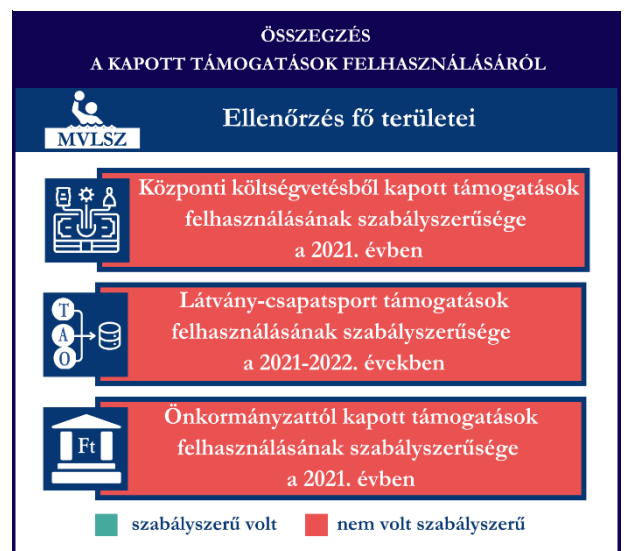 ÖSSZEGZÉS
A KAPOTT TÁMOGATÁSOK FELHASZNÁLÁSÁRÓL
MVLSZ
Ellenőrzés fő területei
Központi költségvetésből kapott támogatások
felhasználásának szabályszerűsége
a 2021. évben
T
A
O
Látvány-csapatsport támogatások
felhasználásának szabályszerűsége
a 2021-2022. években
Ft
Önkormányzattól kapott támogatások
felhasználásának szabályszerűsége
a 2021. évben
szabályszerű volt
nem volt szabályszerű